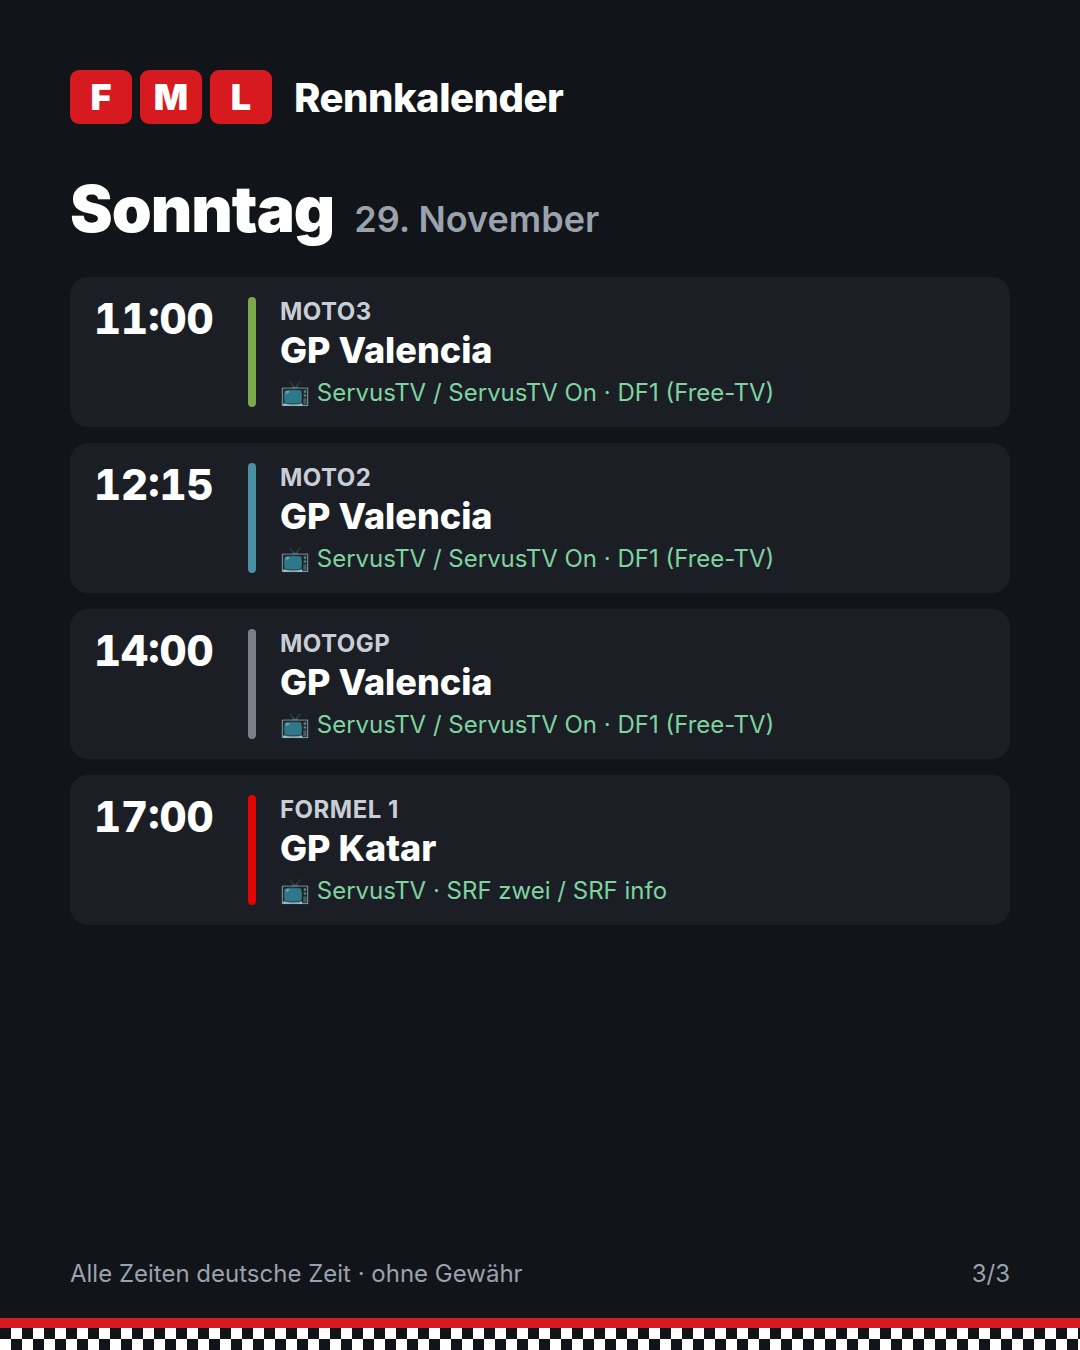 F M L Rennkalender
Sonntag 29. November
11:00
MOTO3
GP Valencia
📺 ServusTV / ServusTV On · DF1 (Free-TV)
12:15
MOTO2
GP Valencia
📺 ServusTV / ServusTV On · DF1 (Free-TV)
14:00
MOTOGP
GP Valencia
📺 ServusTV / ServusTV On · DF1 (Free-TV)
17:00
FORMEL 1
GP Katar
📺 ServusTV · SRF zwei / SRF info
Alle Zeiten deutsche Zeit · ohne Gewähr 3/3